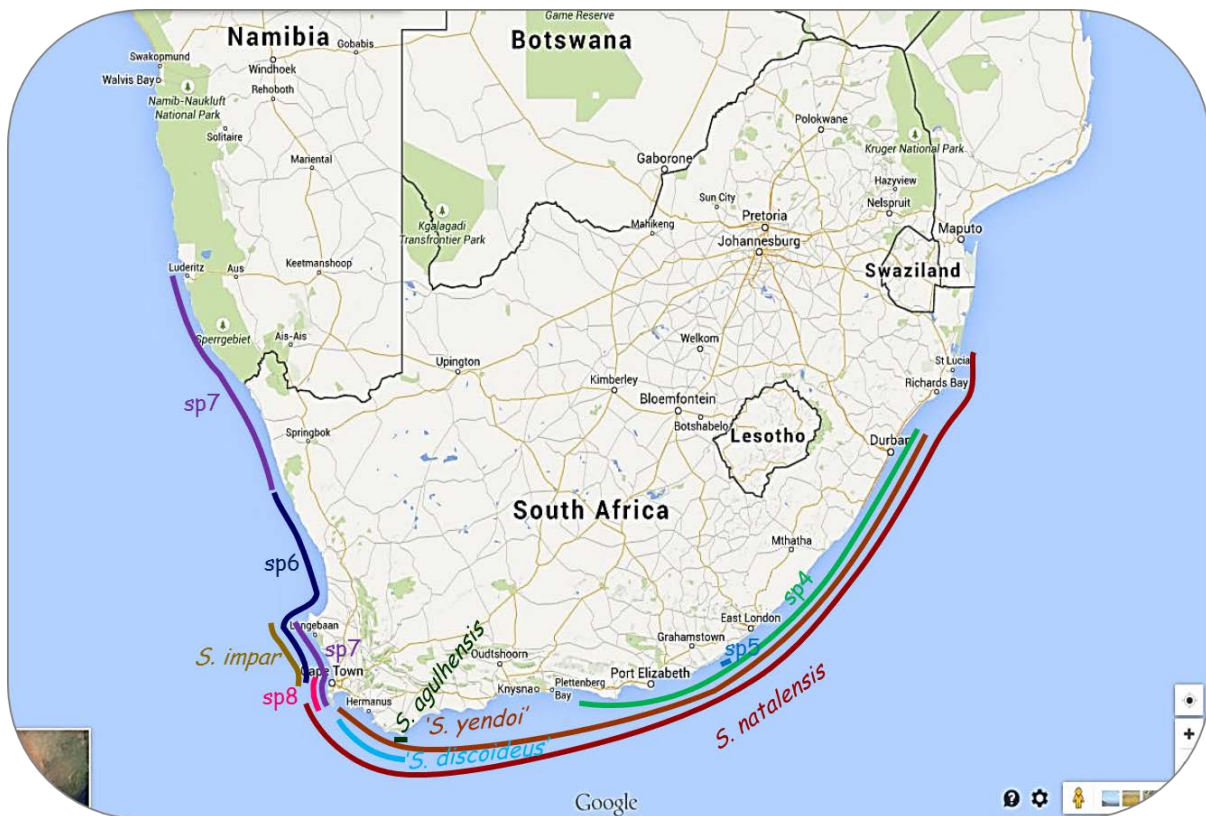 Game Reserve
Namibia
Gobabis
Botswana
Swakopmund
Windhoek
Walvis Bay
Rehoboth
Namib-Naukluft
National Park
Solitaire
Polokwane
Mariental
Kruger National Park
Gaborone
Hazyview
Sun City
Nelspruit
Kgalagadi
Transfrontier Park
Mahikeng
Pretoria
Johannesburg
Maputo
Luderitz
Aus
Keetmanshoop
Swaziland
Sperrgebiet
Ais-Ais
Welkom
Upington
St Lucia
Kimberley
Richards Bay
sp7
Bloemfontein
Botshabelo
Springbok
Lesotho
Durban
South Africa
Mthatha
sp6
sp4
East London
Langebaan
Grahamstown
S. impar
sp7
S. agulhensis
Oudtshoorn
sp5
Cape Town
Port Elizabeth
sp8
Knysna
Plettenberg
Bay
Hermanus
'S. yendoi'
S. natalensis
'S. discoideus'
+
Google
?